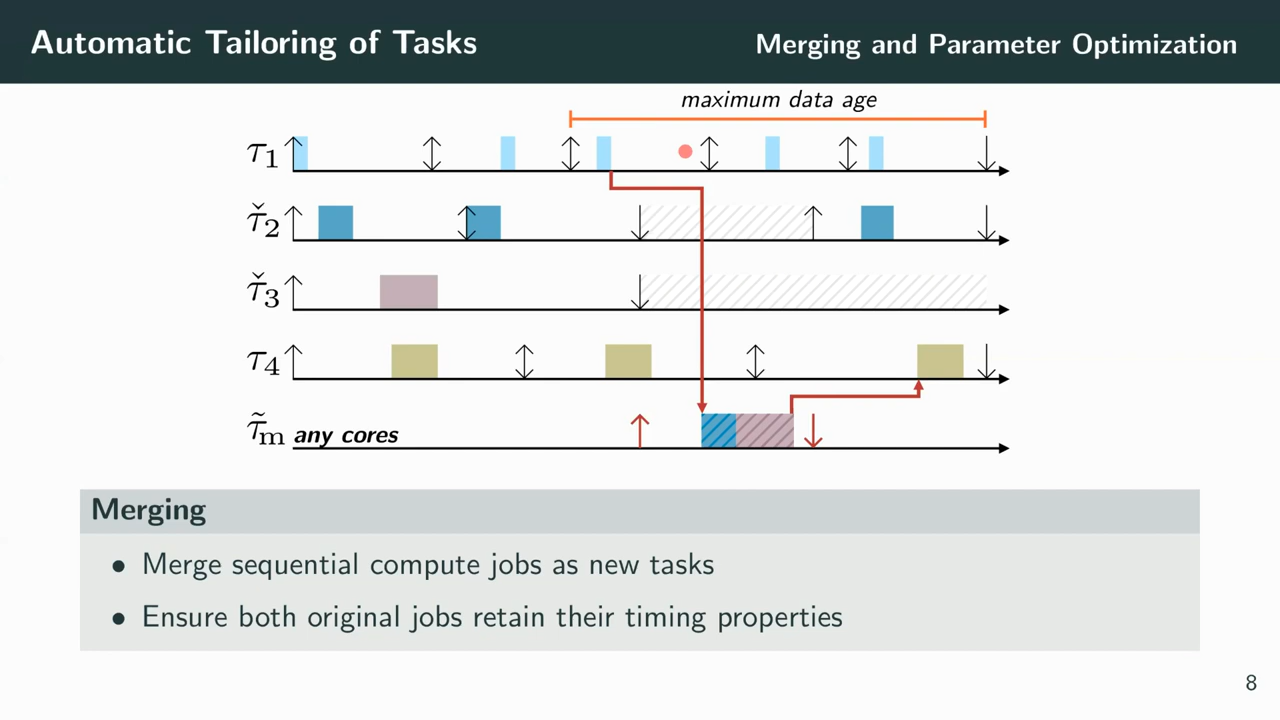 Automatic Tailoring of Tasks
Merging and Parameter Optimization
maximum data age
τ1
τ̌2
τ̌3
τ4
τ̃m any cores
Merging
• Merge sequential compute jobs as new tasks
• Ensure both original jobs retain their timing properties
8